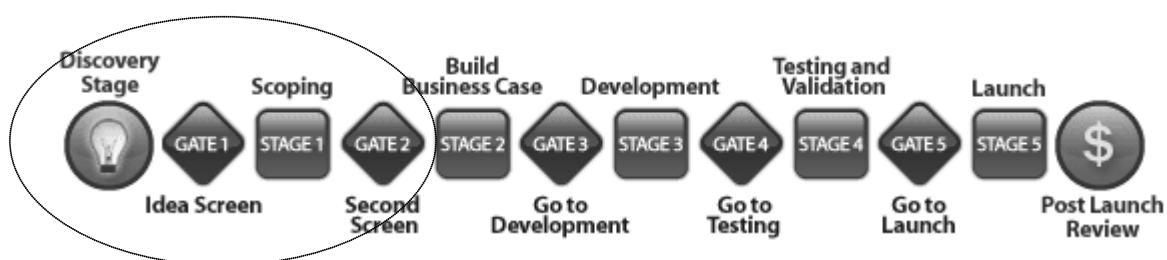 Discovery
Stage
GATE 1
Idea Screen
Scoping
STAGE 1
GATE 2
Second
Screen
Build
Business Case
STAGE 2
GATE 3
Go to
Development
Development
STAGE 3
GATE 4
Go to
Testing
Testing and
Validation
STAGE 4
GATE 5
Go to
Launch
Launch
STAGE 5
$
Post Launch
Review